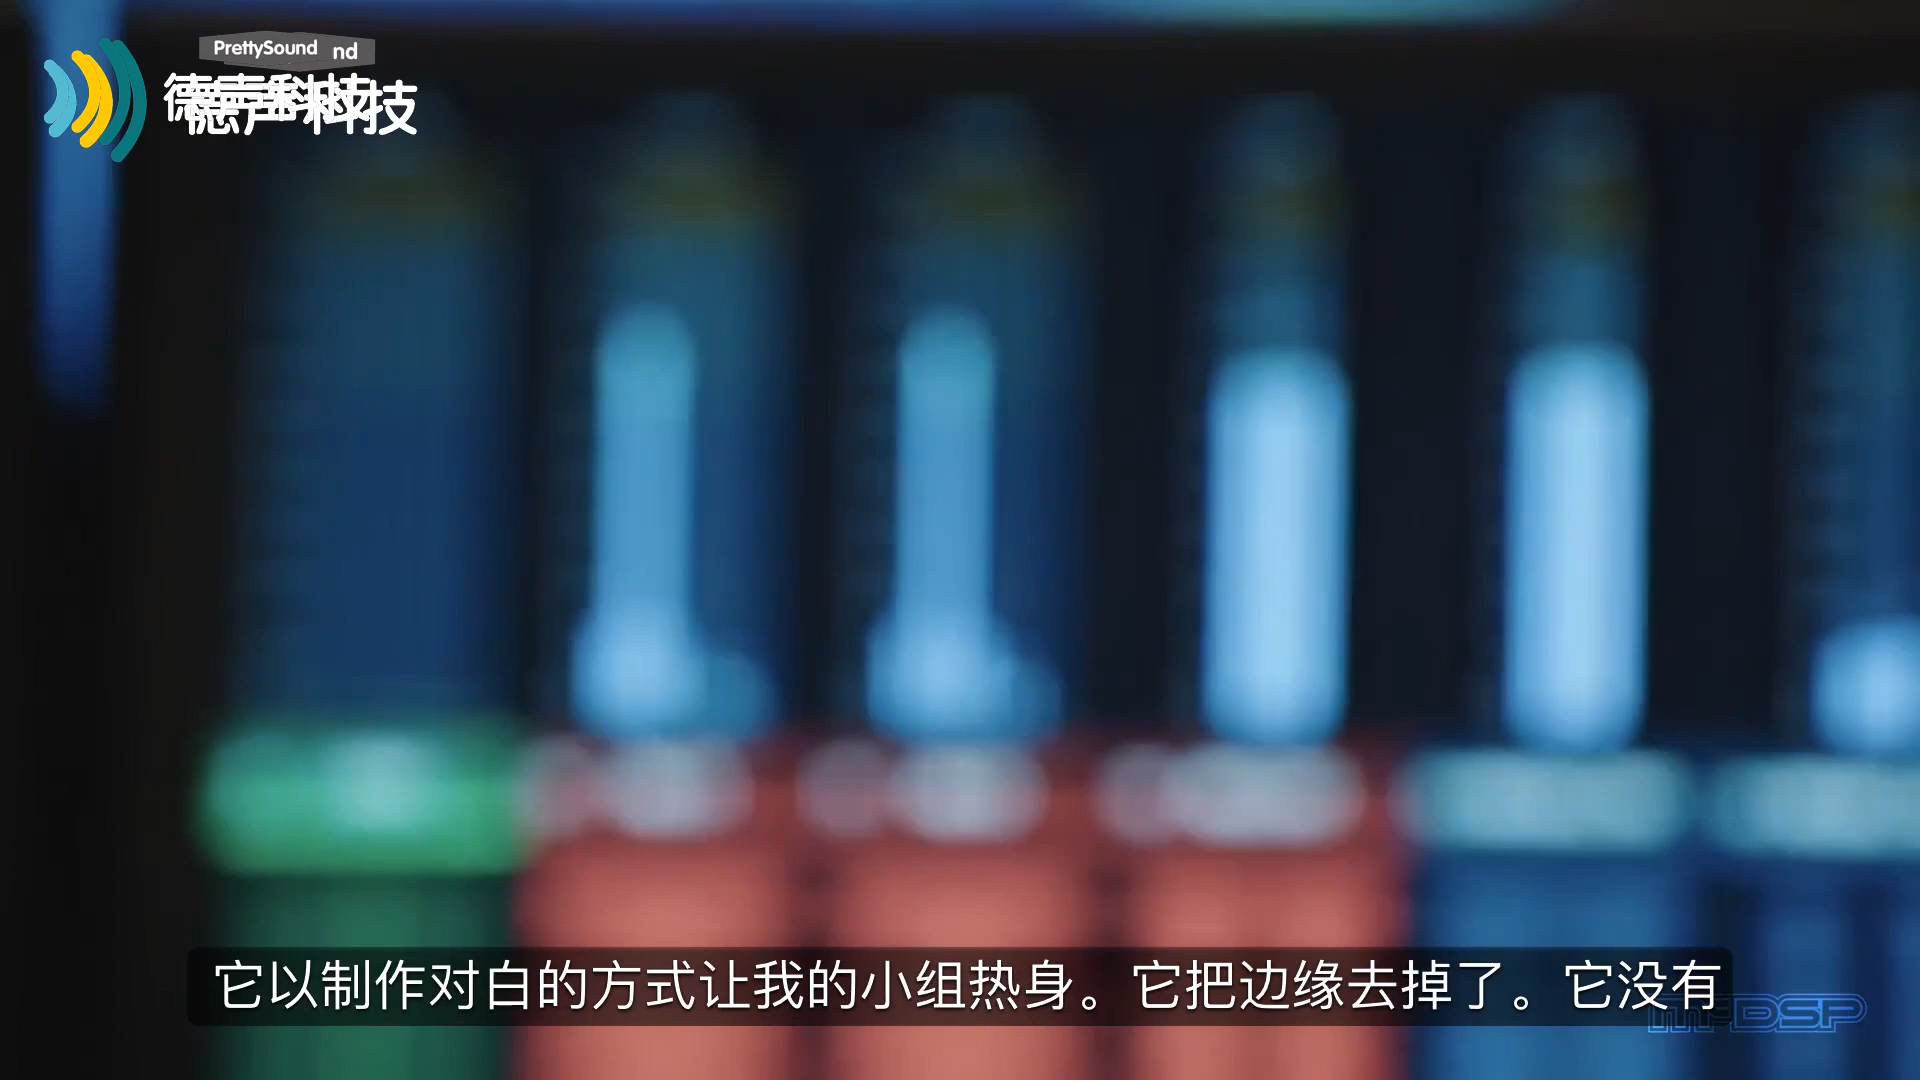 PrettySound nd
德声科技
它以制作对白的方式让我的小组热身。它把边缘去掉了。它没有